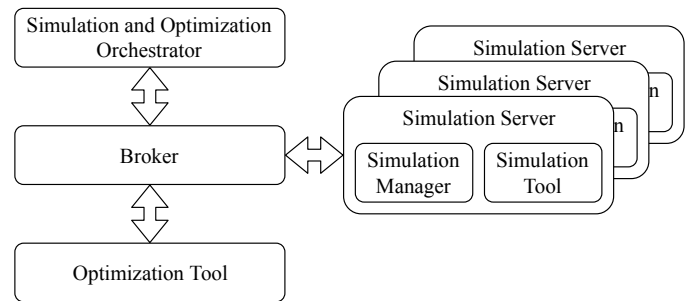 Simulation and Optimization
Orchestrator
Broker
Optimization Tool
Simulation Server
n
Simulation Server
n
Simulation Server
Simulation
Manager
Simulation
Tool